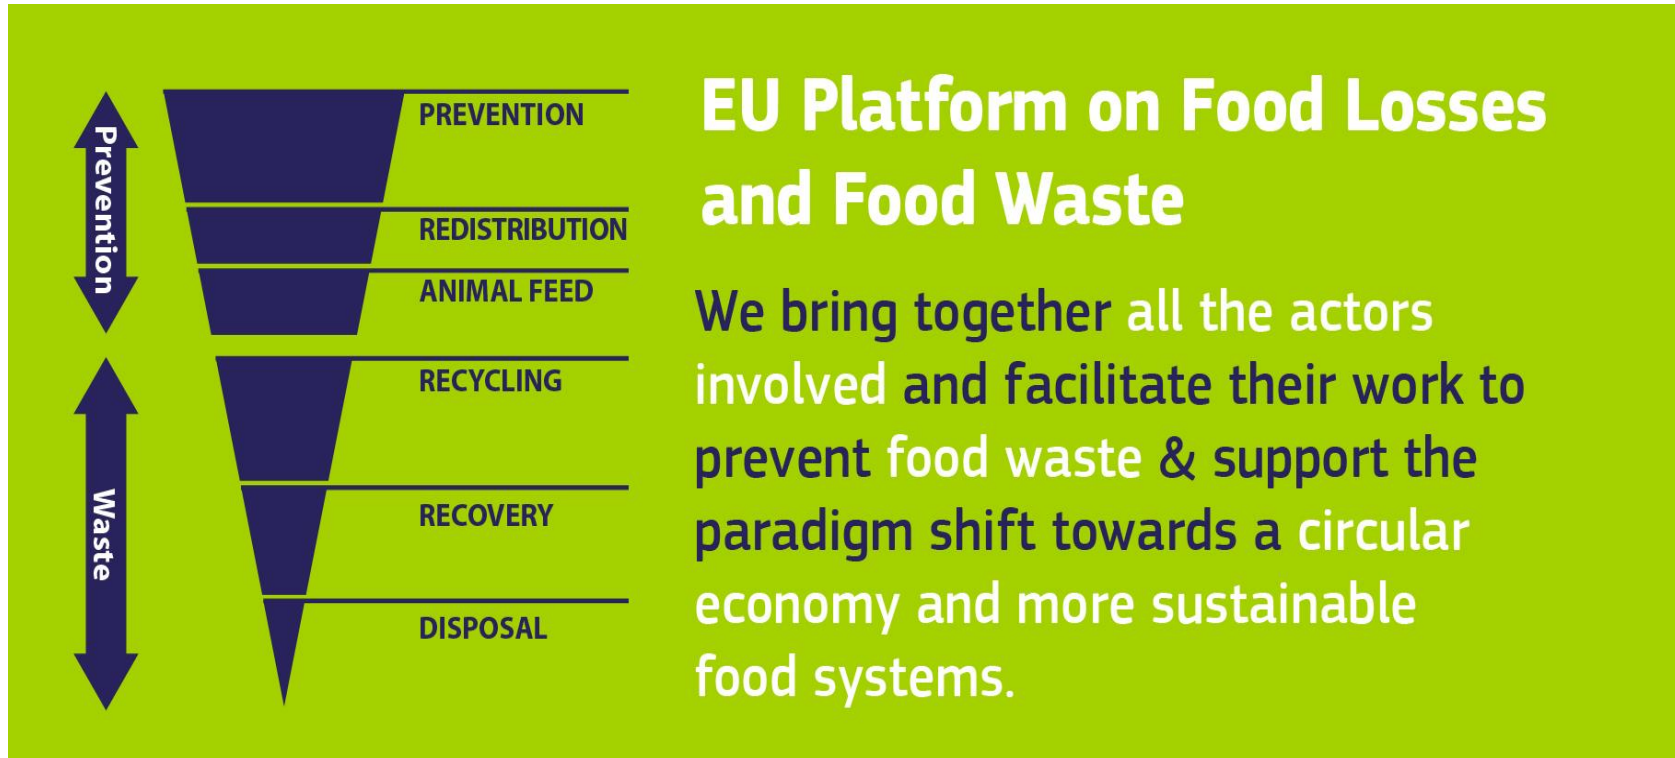 Prevention
Waste
PREVENTION
REDISTRIBUTION
ANIMAL FEED
RECYCLING
RECOVERY
DISPOSAL
EU Platform on Food Losses
and Food Waste
We bring together all the actors
involved and facilitate their work to
prevent food waste & support the
paradigm shift towards a circular
economy and more sustainable
food systems.